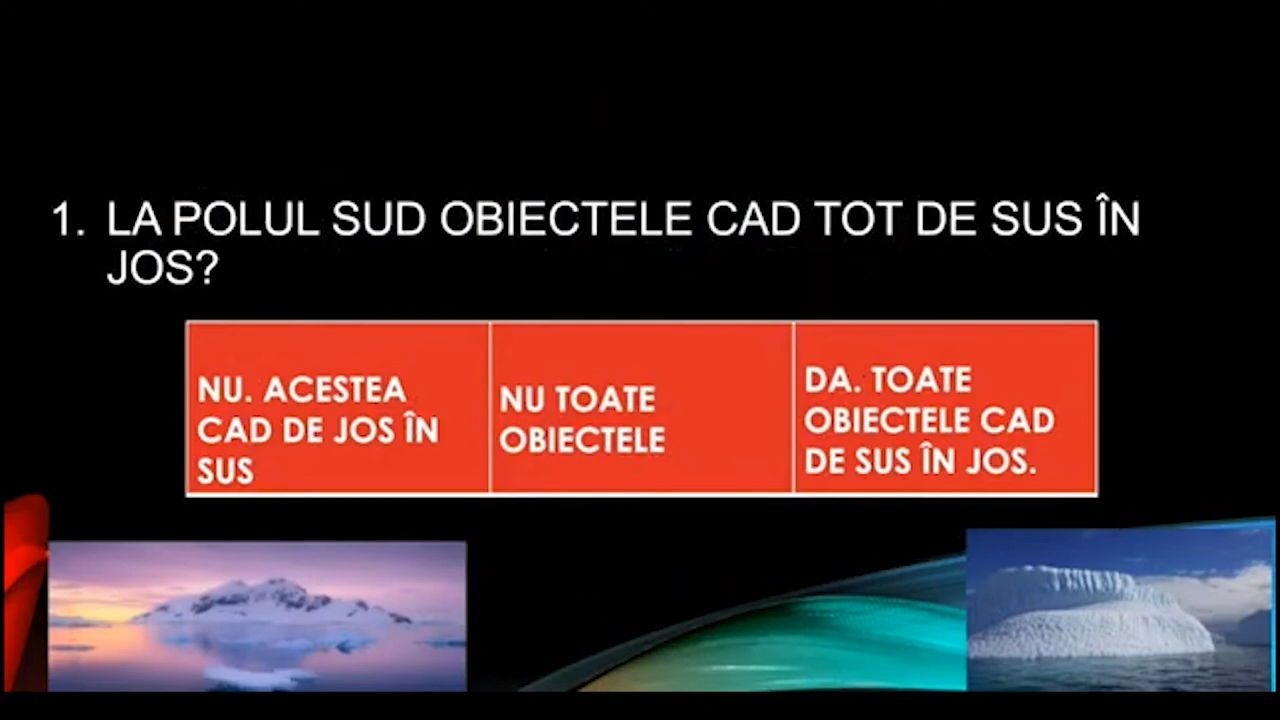 1. LA POLUL SUD OBIECTELE CAD TOT DE SUS ÎN
JOS?
NU. ACESTEA
CAD DE JOS ÎN
SUS
NU TOATE
OBIECTELE
DA. TOATE
OBIECTELE CAD
DE SUS ÎN JOS.